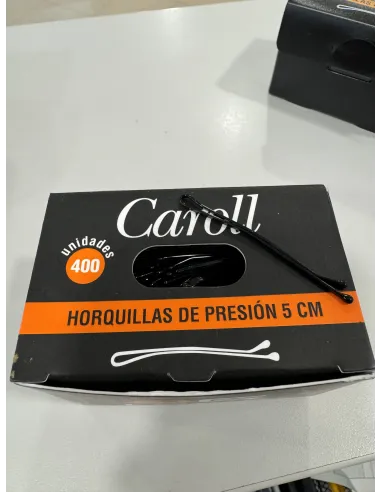 Caroll
unidades
400
HORQUILLAS DE PRESIÓN 5 CM